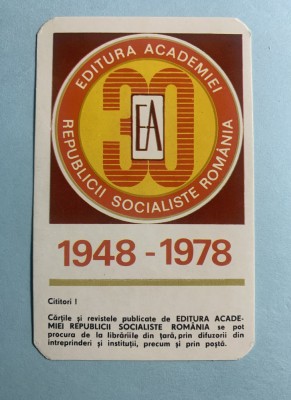 EDITURA ACADEMIEI
30
EA
REPUBLICII SOCIALISTE ROMÂNIA
1948 - 1978
Cititori !
Cărțile și revistele publicate de EDITURA ACADE-
MIEI REPUBLICII SOCIALISTE ROMÂNIA se pot
procura de la librăriile din țară, prin difuzorii din
întreprinderi și instituții, precum și prin poștă.